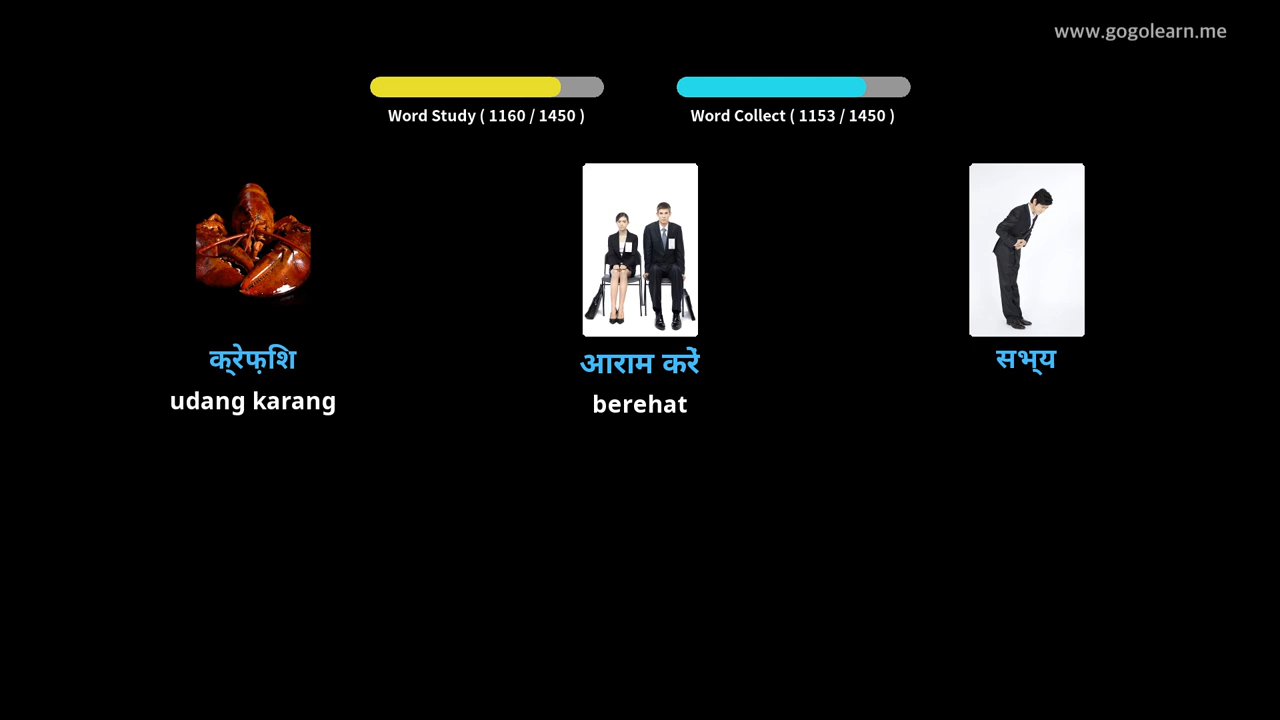 www.gogolearn.me
Word Study ( 1160 / 1450 )
Word Collect ( 1153 / 1450 )
क्रेफ़शि
udang karang
आराम करें
berehat
सभ्य